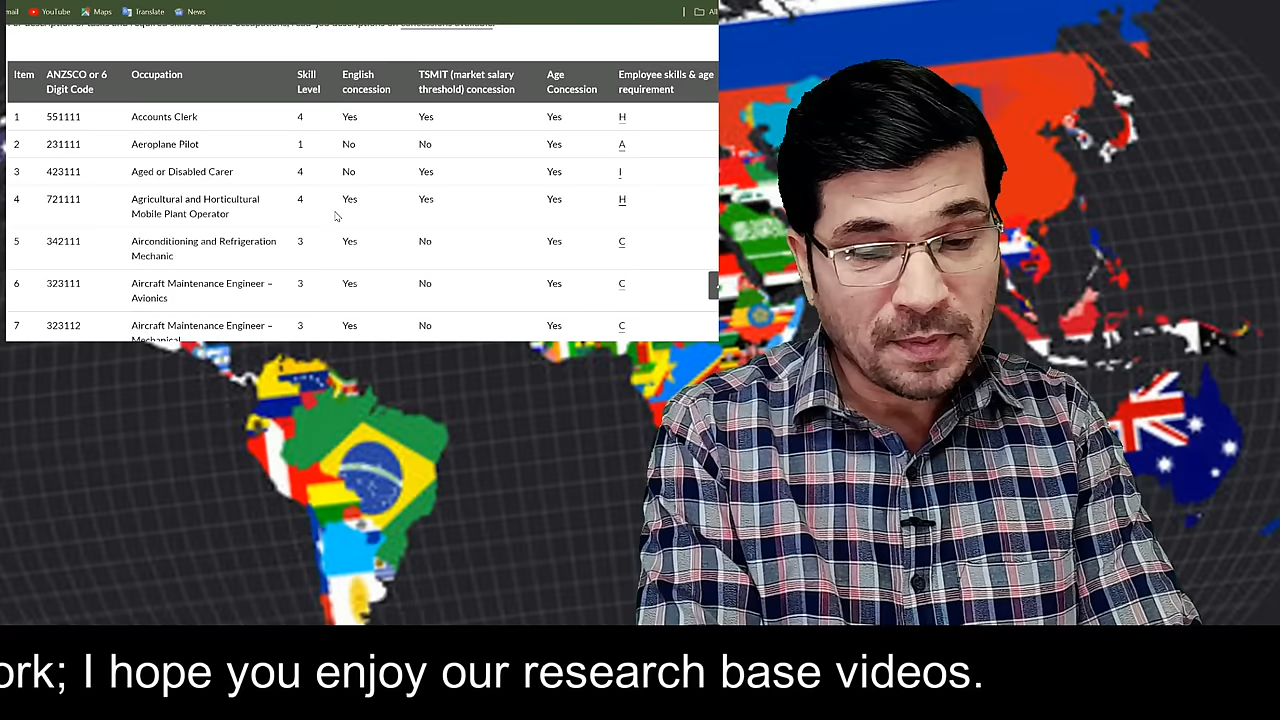 mail YouTube Maps Translate News All
concessions available.
Item ANZSCO or 6 Digit Code Occupation Skill Level English concession TSMIT (market salary threshold) concession Age Concession Employee skills & age requirement
1 551111 Accounts Clerk 4 Yes Yes Yes H
2 231111 Aeroplane Pilot 1 No No Yes A
3 423111 Aged or Disabled Carer 4 No Yes Yes I
4 721111 Agricultural and Horticultural Mobile Plant Operator 4 Yes Yes Yes H
5 342111 Airconditioning and Refrigeration Mechanic 3 Yes No Yes C
6 323111 Aircraft Maintenance Engineer – Avionics 3 Yes No Yes C
7 323112 Aircraft Maintenance Engineer – Mechanical 3 Yes No Yes C
ork; I hope you enjoy our research base videos.